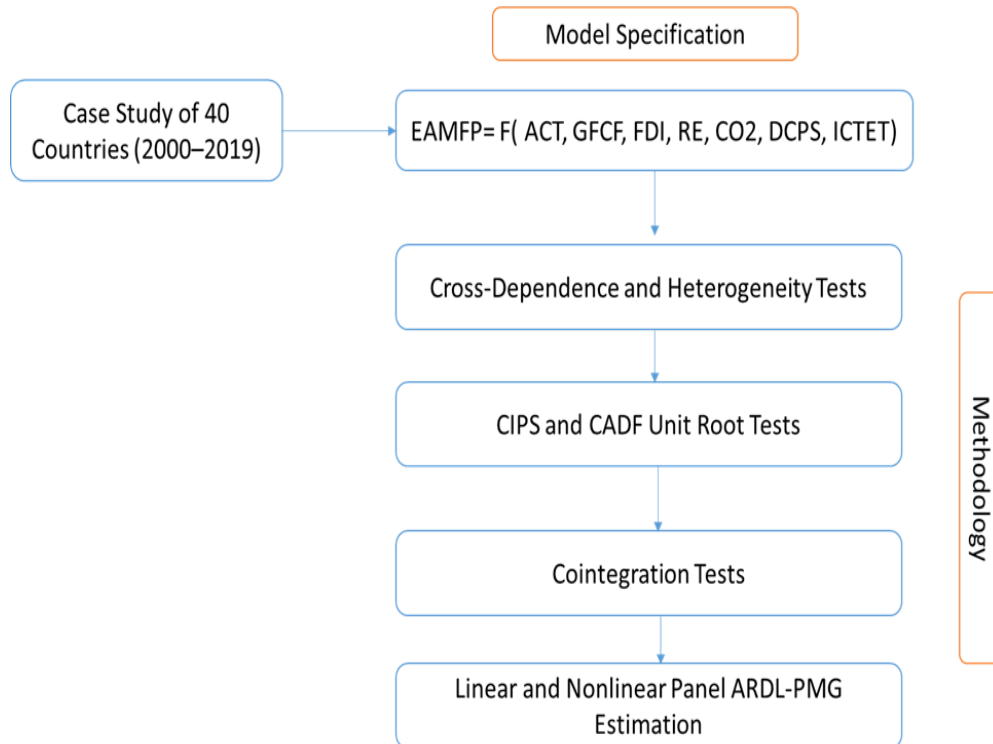 Model Specification
Case Study of 40
Countries (2000–2019)
EAMFP= F( ACT, GFCF, FDI, RE, CO2, DCPS, ICTET)
Cross-Dependence and Heterogeneity Tests
CIPS and CADF Unit Root Tests
Methodology
Cointegration Tests
Linear and Nonlinear Panel ARDL-PMG
Estimation